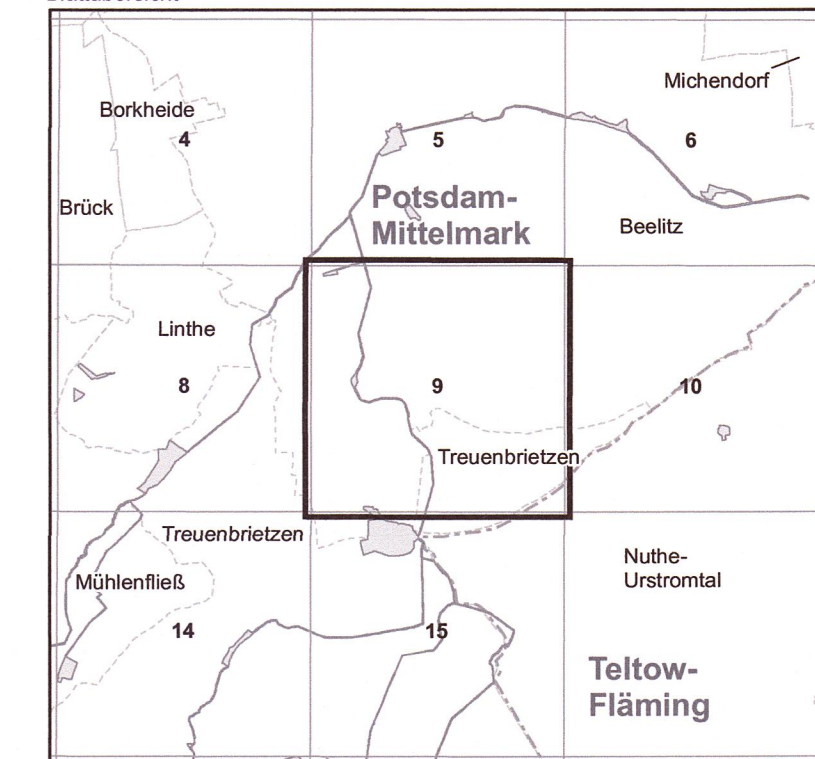 Michendorf
Borkheide
4
5
6
Brück
Potsdam-
Mittelmark
Beelitz
Linthe
8
9
10
Treuenbrietzen
Treuenbrietzen
Nuthe-
Urstromtal
Mühlenfließ
14
15
Teltow-
Fläming